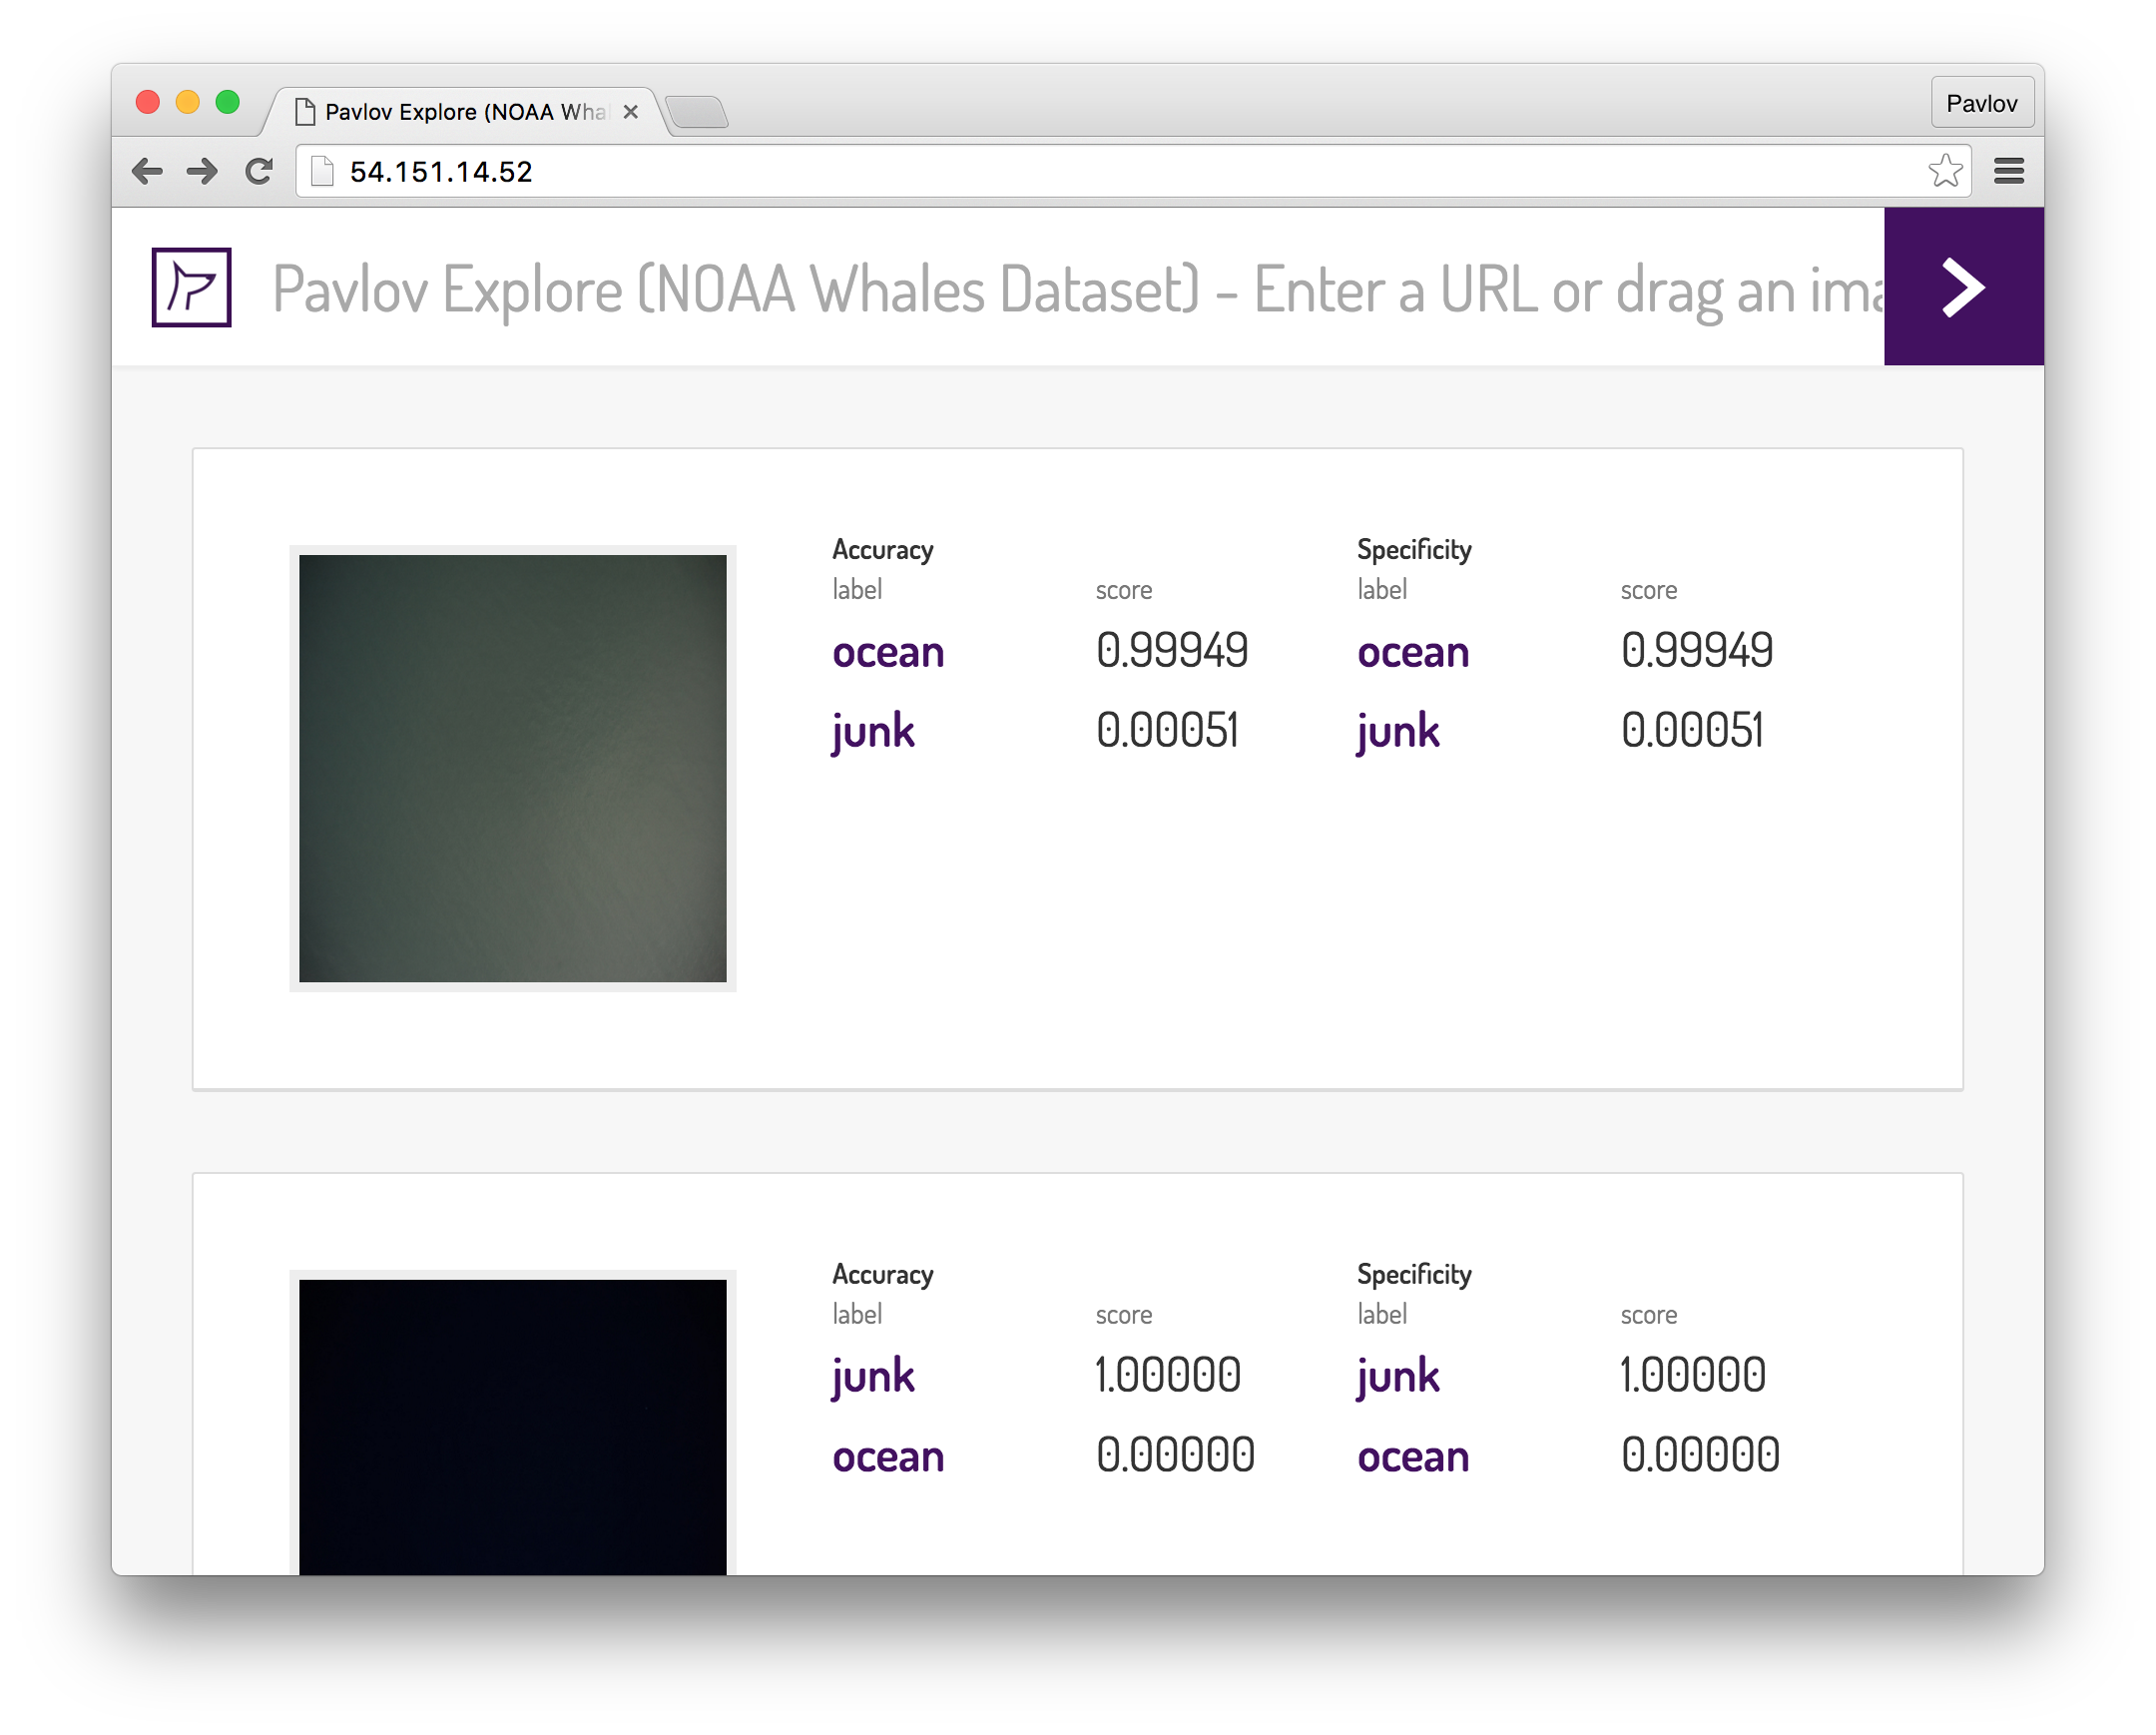 Pavlov Explore (NOAA Wha
Pavlov
54.151.14.52
Pavlov Explore (NOAA Whales Dataset) - Enter a URL or drag an ima
Accuracy Specificity
label score label score
ocean 0.99949 ocean 0.99949
junk 0.00051 junk 0.00051
Accuracy Specificity
label score label score
junk 1.00000 junk 1.00000
ocean 0.00000 ocean 0.00000